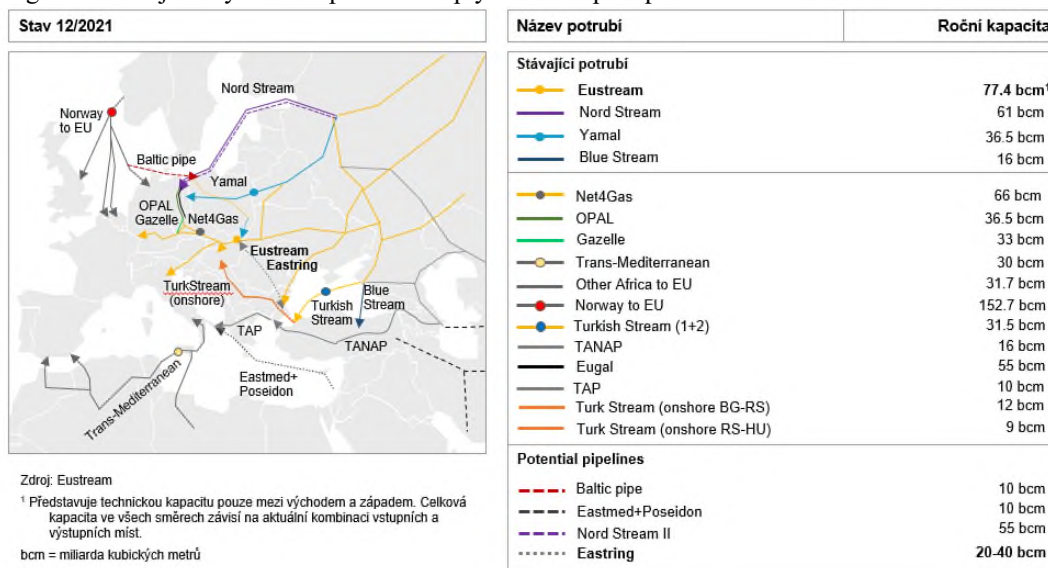 Stav 12/2021
Nord Stream
Norway
to EU
Baltic pipe
Yamal
OPAL
Gazelle
Net4Gas
Eustream
Eastring
TurkStream
(onshore)
Turkish
Stream
Blue
Stream
TAP
TANAP
Eastmed+
Poseidon
Trans-Mediterranean
Zdroj: Eustream
¹ Představuje technickou kapacitu pouze mezi východem a západem. Celková
kapacita ve všech směrech závisí na aktuální kombinaci vstupních a
výstupních míst.
bcm = miliarda kubických metrů
Název potrubí Roční kapacita
Stávající potrubí
Eustream 77.4 bcm¹
Nord Stream 61 bcm
Yamal 36.5 bcm
Blue Stream 16 bcm
Net4Gas 66 bcm
OPAL 36.5 bcm
Gazelle 33 bcm
Trans-Mediterranean 30 bcm
Other Africa to EU 31.7 bcm
Norway to EU 152.7 bcm
Turkish Stream (1+2) 31.5 bcm
TANAP 16 bcm
Eugal 55 bcm
TAP 10 bcm
Turk Stream (onshore BG-RS) 12 bcm
Turk Stream (onshore RS-HU) 9 bcm
Potential pipelines
Baltic pipe 10 bcm
Eastmed+Poseidon 10 bcm
Nord Stream II 55 bcm
Eastring 20-40 bcm